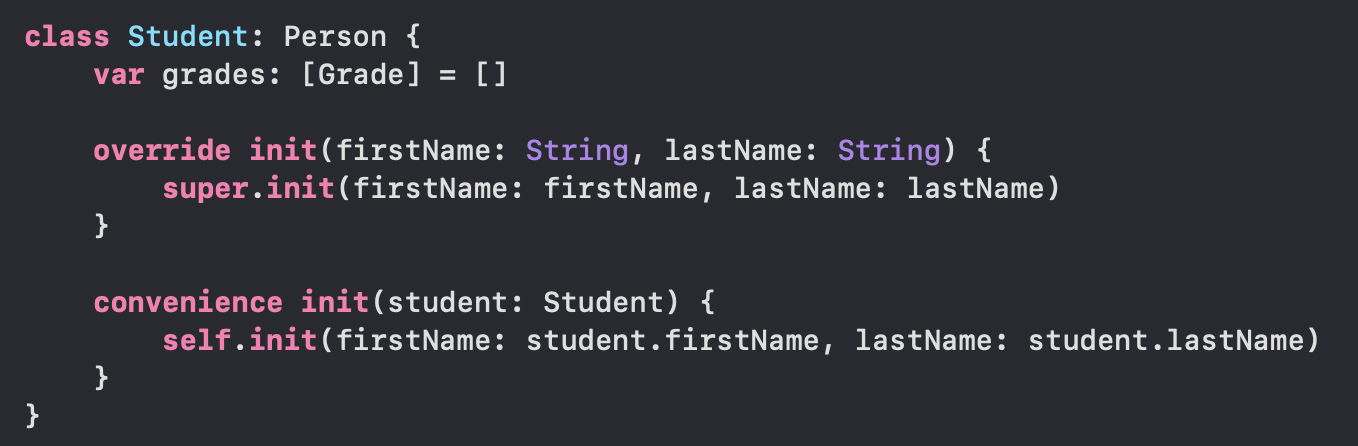 class Student: Person {
    var grades: [Grade] = []

    override init(firstName: String, lastName: String) {
        super.init(firstName: firstName, lastName: lastName)
    }

    convenience init(student: Student) {
        self.init(firstName: student.firstName, lastName: student.lastName)
    }
}